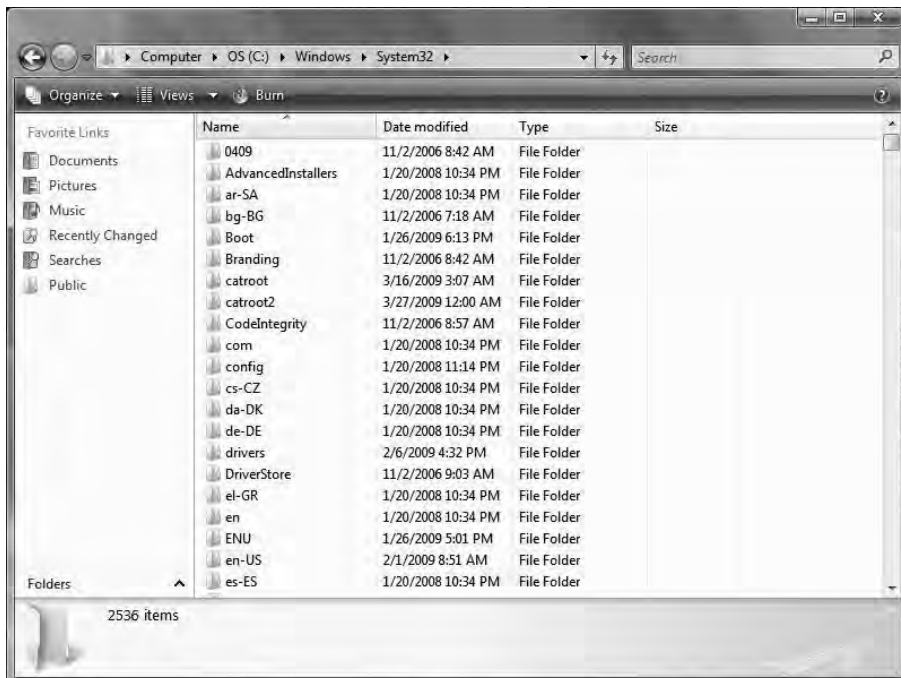 Computer OS (C:) Windows System32 Search
Organize Views Burn
Favorite Links
Documents
Pictures
Music
Recently Changed
Searches
Public
Folders
Name Date modified Type Size
0409 11/2/2006 8:42 AM File Folder
AdvancedInstallers 1/20/2008 10:34 PM File Folder
ar-SA 1/20/2008 10:34 PM File Folder
bg-BG 11/2/2006 7:18 AM File Folder
Boot 1/26/2009 6:13 PM File Folder
Branding 11/2/2006 8:42 AM File Folder
catroot 3/16/2009 3:07 AM File Folder
catroot2 3/27/2009 12:00 AM File Folder
CodeIntegrity 11/2/2006 8:57 AM File Folder
com 1/20/2008 10:34 PM File Folder
config 1/20/2008 11:14 PM File Folder
cs-CZ 1/20/2008 10:34 PM File Folder
da-DK 1/20/2008 10:34 PM File Folder
de-DE 1/20/2008 10:34 PM File Folder
drivers 2/6/2009 4:32 PM File Folder
DriverStore 11/2/2006 9:03 AM File Folder
el-GR 1/20/2008 10:34 PM File Folder
en 1/20/2008 10:34 PM File Folder
ENU 1/26/2009 5:01 PM File Folder
en-US 2/1/2009 8:51 AM File Folder
es-ES 1/20/2008 10:34 PM File Folder
2536 items